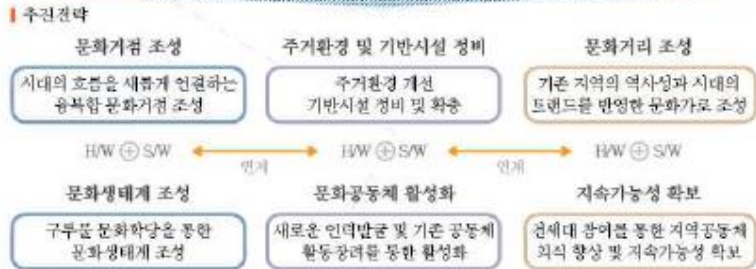 추진전략
문화거점 조성 주거환경 및 기반시설 정비 문화거리 조성
시대의 흐름을 새롭게 연결하는 주거환경 개선 기존 지역의 역사성과 시대의
융복합 문화거점 조성 기반시설 정비 및 확충 트랜드를 반영한 문화가로 조성
H/W ⊕ S/W 연계 H/W ⊕ S/W 연계 H/W ⊕ S/W
문화생태계 조성 문화공동체 활성화 지속가능성 확보
구루물 문화학당을 통한 새로운 인력발굴 및 기존 공동체 전세대 참여를 통한 지역공동체
문화생태계 조성 활동장려를 통한 활성화 의식 향상 및 지속가능성 확보